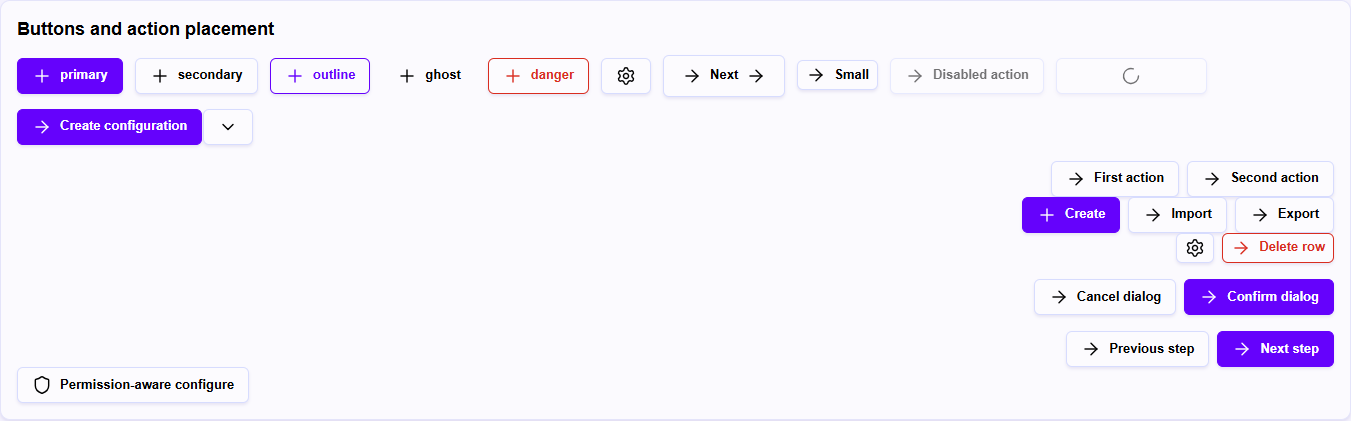 Buttons and action placement
primary secondary outline ghost danger Next Small Disabled action
Create configuration
First action Second action
Create Import Export
Delete row
Cancel dialog Confirm dialog
Previous step Next step
Permission-aware configure